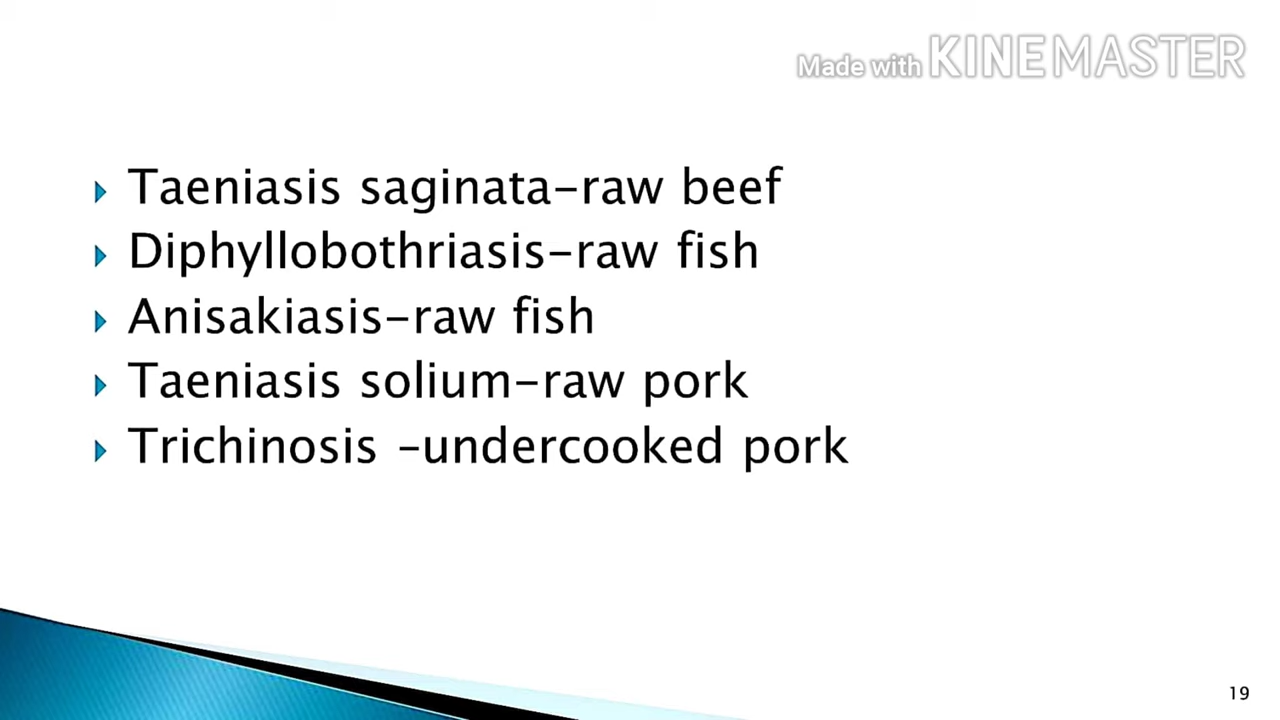 Made with KINEMASTER
Taeniasis saginata-raw beef
Diphyllobothriasis-raw fish
Anisakiasis-raw fish
Taeniasis solium-raw pork
Trichinosis -undercooked pork
19